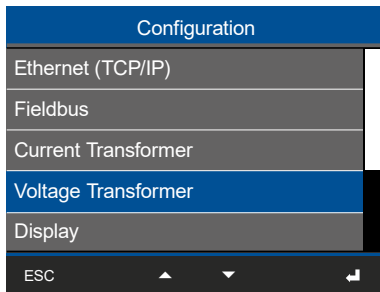 Configuration
Ethernet (TCP/IP)
Fieldbus
Current Transformer
Voltage Transformer
Display
ESC